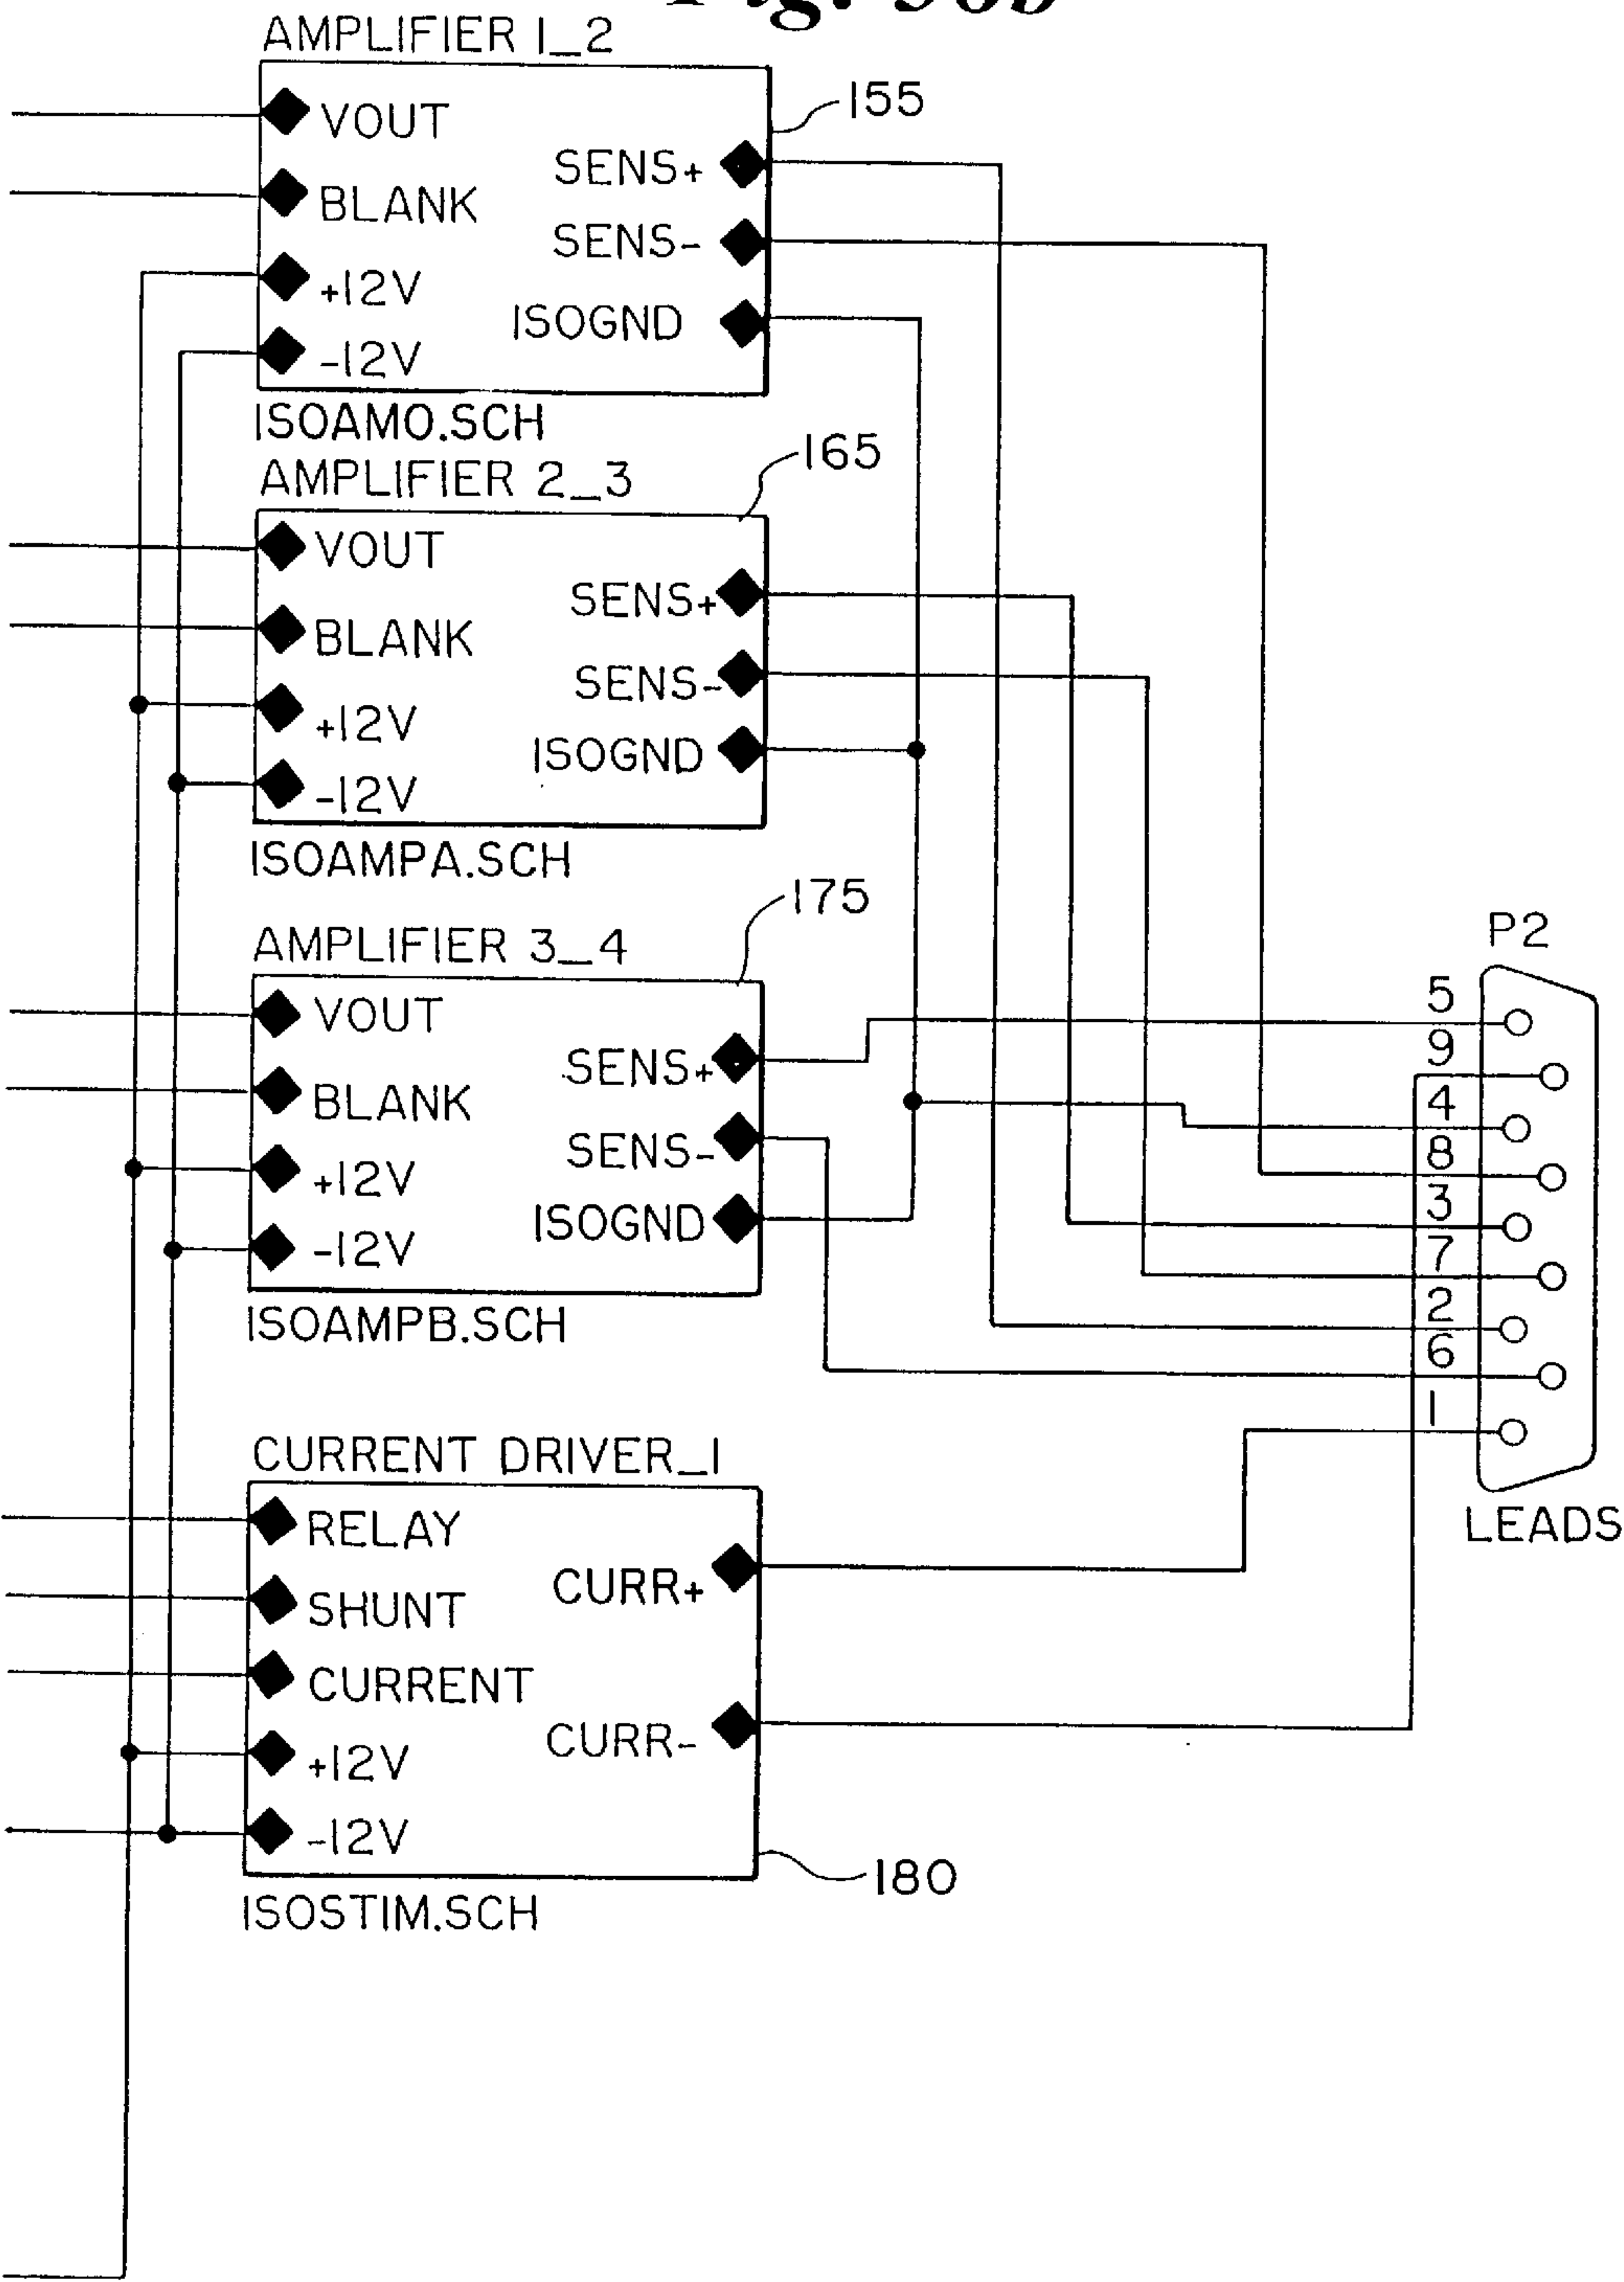 AMPLIFIER 1_2
155
VOUT
SENS+
BLANK
SENS-
+12V
ISOGND
-12V
ISOAMO.SCH
165
AMPLIFIER 2_3
VOUT
SENS+
BLANK
SENS-
+12V
ISOGND
-12V
ISOAMPA.SCH
175
AMPLIFIER 3_4
VOUT
SENS+
BLANK
SENS-
+12V
ISOGND
-12V
ISOAMPB.SCH
P2
5
9
4
8
3
7
2
6
1
LEADS
CURRENT DRIVER_1
RELAY
CURR+
SHUNT
CURRENT
CURR-
+12V
-12V
180
ISOSTIM.SCH